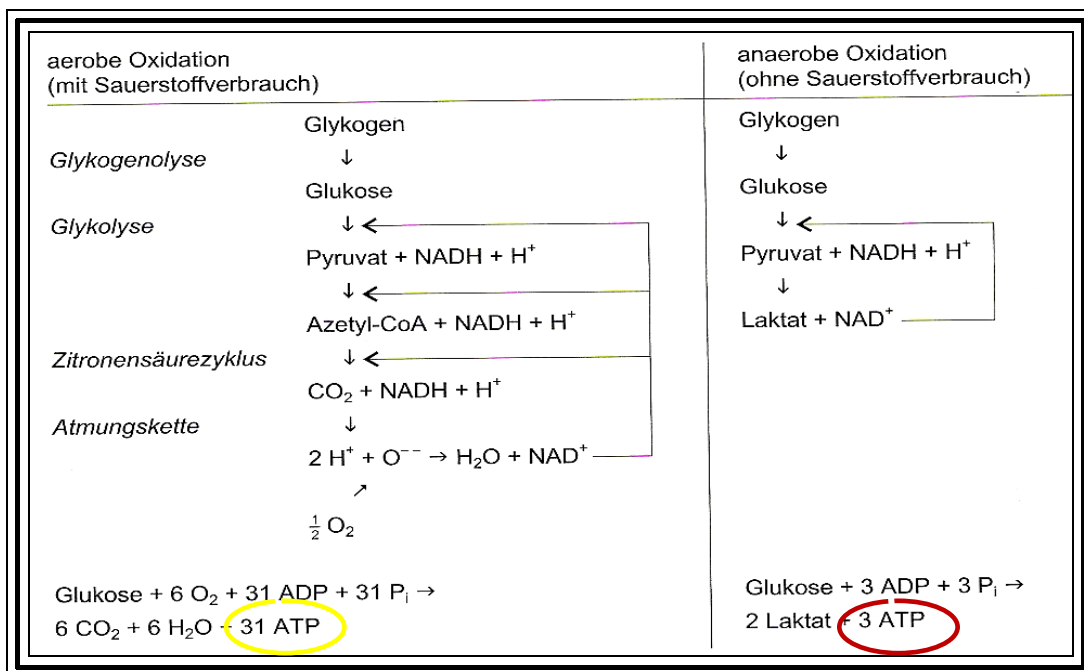 aerobe Oxidation
(mit Sauerstoffverbrauch)
Glykogen
Glykogenolyse ↓
Glukose
Glykolyse ↓
Pyruvat + NADH + H⁺
↓
Azetyl-CoA + NADH + H⁺
Zitronensäurezyklus ↓
CO₂ + NADH + H⁺
Atmungskette ↓
2 H⁺ + O⁻⁻ → H₂O + NAD⁺
↗
½ O₂
Glukose + 6 O₂ + 31 ADP + 31 Pᵢ →
6 CO₂ + 6 H₂O + 31 ATP
anaerobe Oxidation
(ohne Sauerstoffverbrauch)
Glykogen
↓
Glukose
↓
Pyruvat + NADH + H⁺
↓
Laktat + NAD⁺
Glukose + 3 ADP + 3 Pᵢ →
2 Laktat + 3 ATP